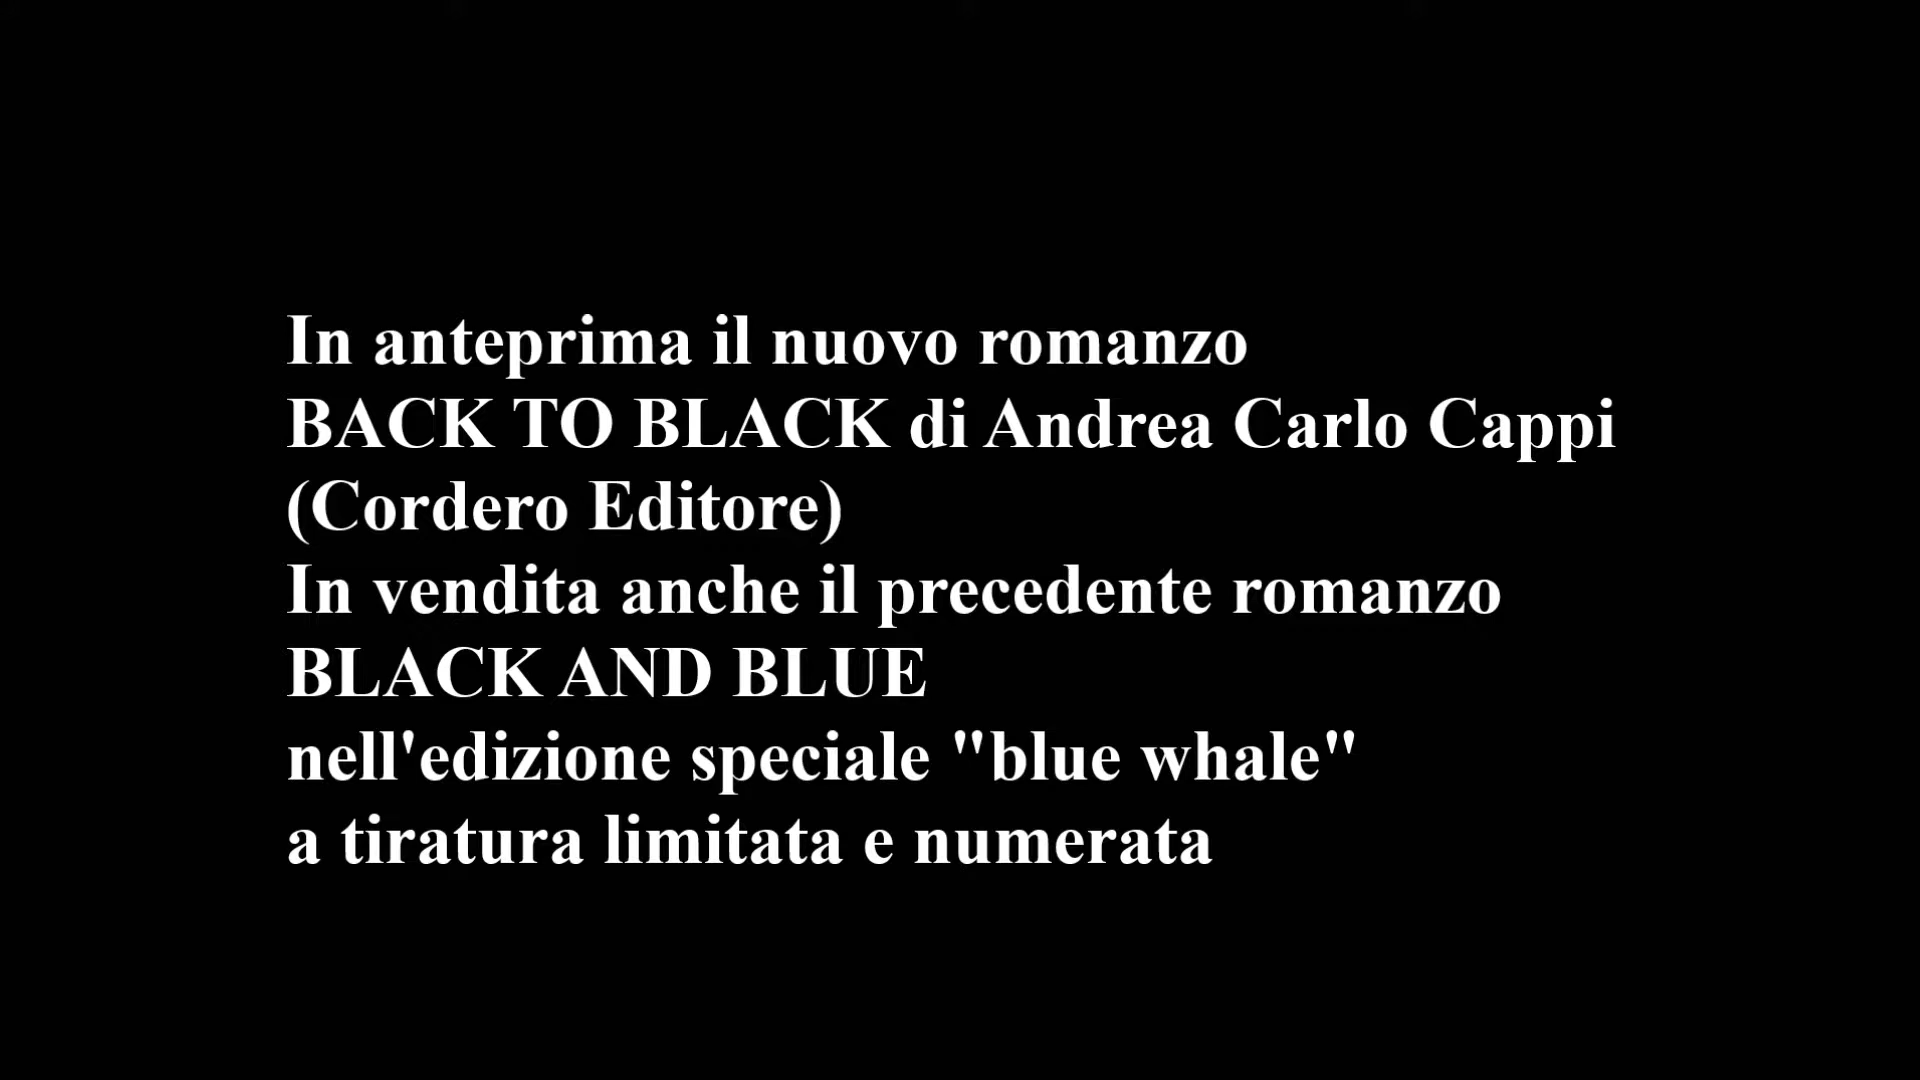 In anteprima il nuovo romanzo
BACK TO BLACK di Andrea Carlo Cappi
(Cordero Editore)
In vendita anche il precedente romanzo
BLACK AND BLUE
nell'edizione speciale "blue whale"
a tiratura limitata e numerata